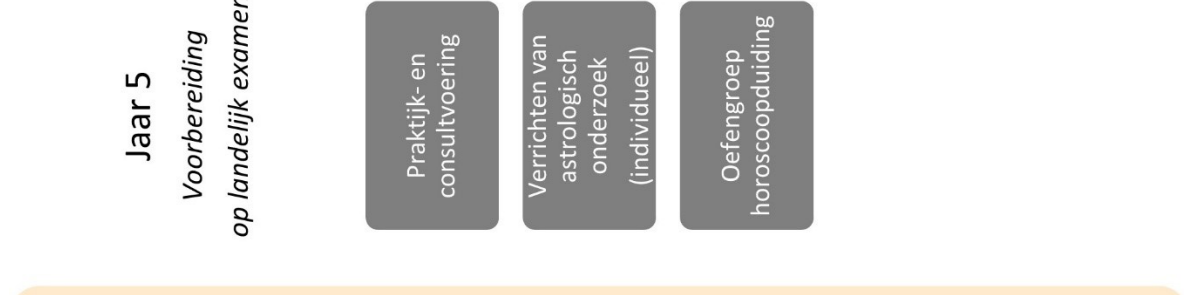 Jaar 5
Voorbereiding
op landelijk examen
Praktijk- en
consultvoering
Verrichten van
astrologisch
onderzoek
(individueel)
Oefengroep
horoscoopduiding